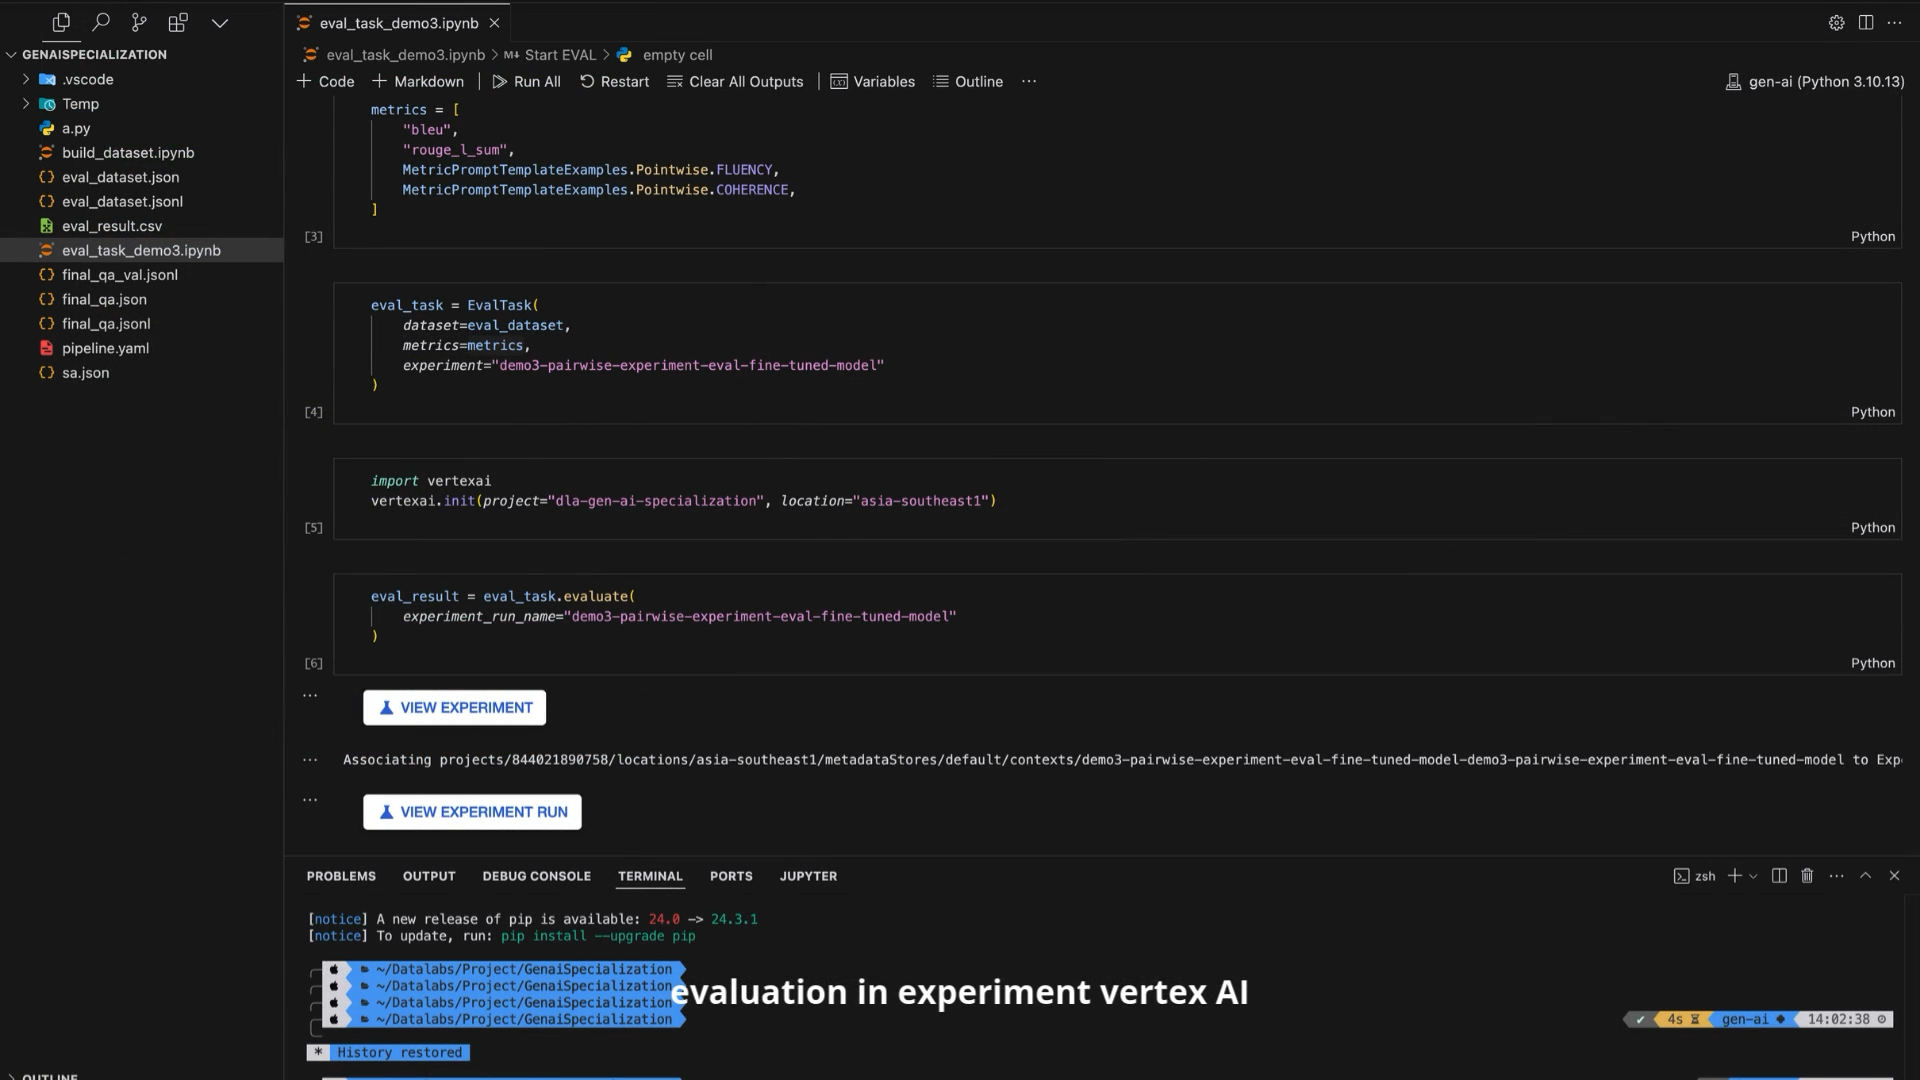 eval_task_demo3.ipynb
GENAISPECIALIZATION
.vscode
Temp
a.py
build_dataset.ipynb
eval_dataset.json
eval_dataset.jsonl
eval_result.csv
eval_task_demo3.ipynb
final_qa_val.jsonl
final_qa.json
final_qa.jsonl
pipeline.yaml
sa.json
OUTLINE
eval_task_demo3.ipynb > M↓ Start EVAL > empty cell
+ Code + Markdown | Run All Restart Clear All Outputs | Variables Outline ... gen-ai (Python 3.10.13)
metrics = [
"bleu",
"rouge_l_sum",
MetricPromptTemplateExamples.Pointwise.FLUENCY,
MetricPromptTemplateExamples.Pointwise.COHERENCE,
]
[3] Python
eval_task = EvalTask(
dataset=eval_dataset,
metrics=metrics,
experiment="demo3-pairwise-experiment-eval-fine-tuned-model"
)
[4] Python
import vertexai
vertexai.init(project="dla-gen-ai-specialization", location="asia-southeast1")
[5] Python
eval_result = eval_task.evaluate(
experiment_run_name="demo3-pairwise-experiment-eval-fine-tuned-model"
)
[6] Python
VIEW EXPERIMENT
Associating projects/844021890758/locations/asia-southeast1/metadataStores/default/contexts/demo3-pairwise-experiment-eval-fine-tuned-model-demo3-pairwise-experiment-eval-fine-tuned-model to Exp
VIEW EXPERIMENT RUN
PROBLEMS OUTPUT DEBUG CONSOLE TERMINAL PORTS JUPYTER zsh
[notice] A new release of pip is available: 24.0 -> 24.3.1
[notice] To update, run: pip install --upgrade pip
~/Datalabs/Project/GenaiSpecialization
~/Datalabs/Project/GenaiSpecialization
~/Datalabs/Project/GenaiSpecialization
~/Datalabs/Project/GenaiSpecialization
evaluation in experiment vertex AI
✔ 4s gen-ai 14:02:38
* History restored